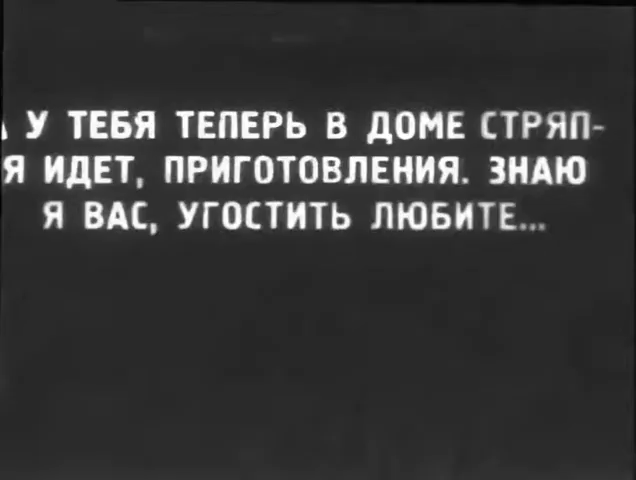 У ТЕБЯ ТЕПЕРЬ В ДОМЕ СТРЯП-
Я ИДЕТ, ПРИГОТОВЛЕНИЯ. ЗНАЮ
Я ВАС, УГОСТИТЬ ЛЮБИТЕ...